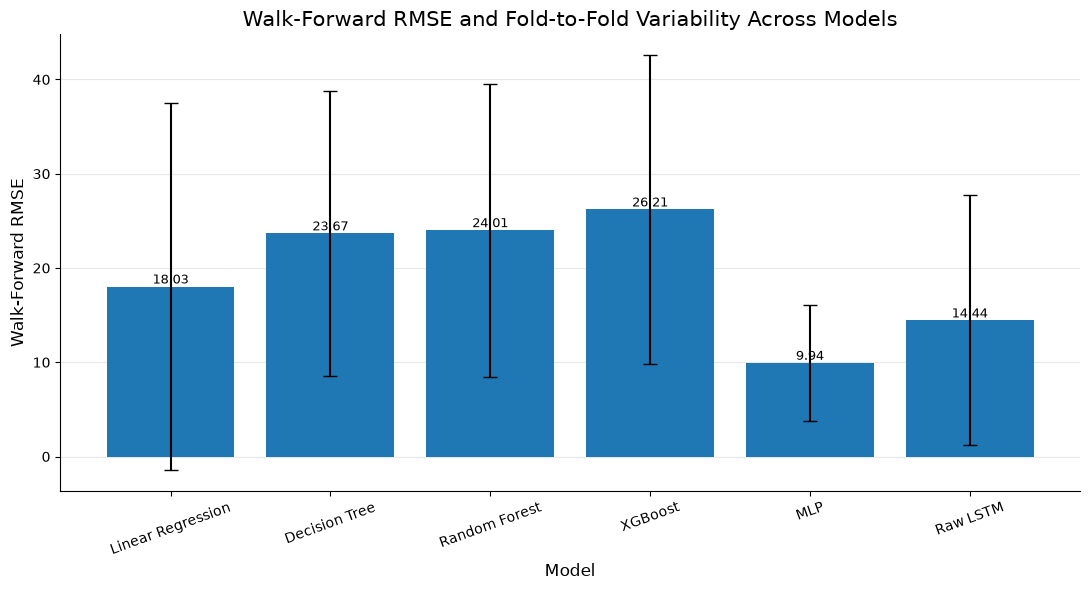 Walk-Forward RMSE and Fold-to-Fold Variability Across Models
Walk-Forward RMSE
40
30
20
10
0
18.03
23.67
24.01
26.21
9.94
14.44
Linear Regression
Decision Tree
Random Forest
XGBoost
MLP
Raw LSTM
Model